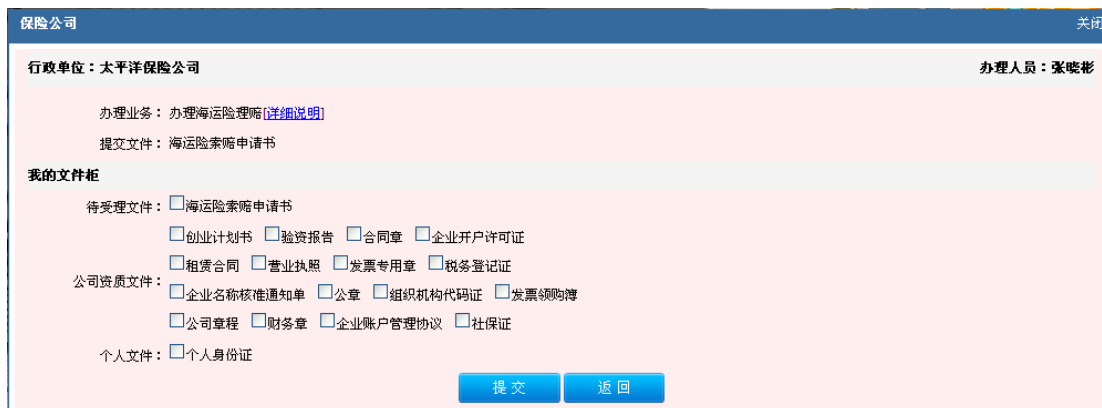 保险公司 关闭
行政单位：太平洋保险公司 办理人员：张晓彬
办理业务： 办理海运险理赔[详细说明]
提交文件： 海运险索赔申请书
我的文件柜
待受理文件： 海运险索赔申请书
创业计划书 验资报告 合同章 企业开户许可证
租赁合同 营业执照 发票专用章 税务登记证
公司资质文件：
企业名称核准通知单 公章 组织机构代码证 发票领购簿
公司章程 财务章 企业账户管理协议 社保证
个人文件： 个人身份证
提 交 返 回